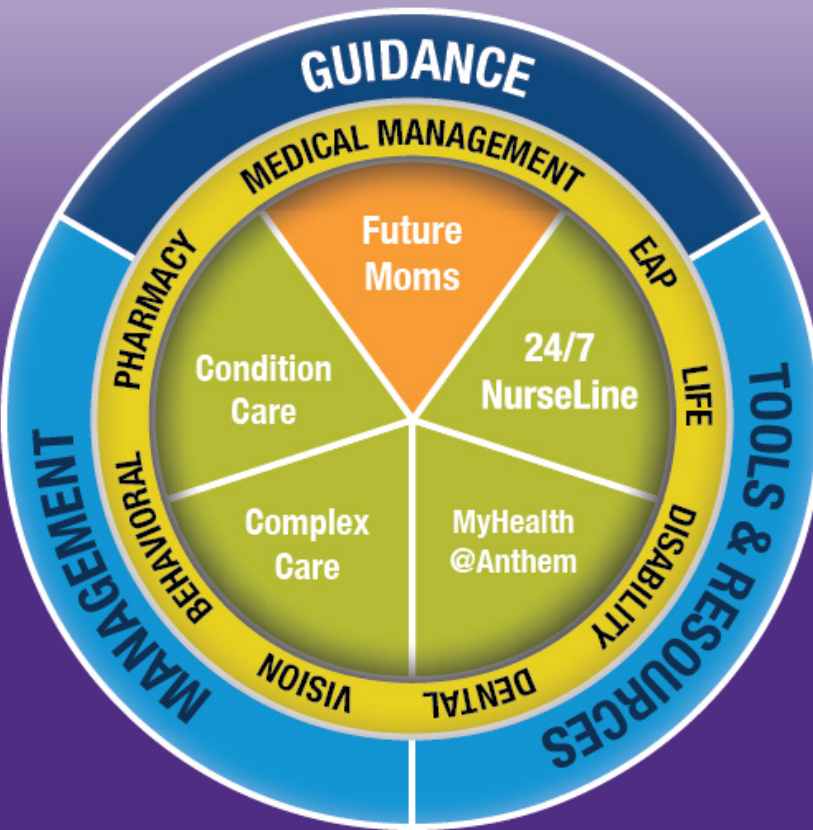 GUIDANCE
MEDICAL MANAGEMENT
EAP
LIFE
DISABILITY
DENTAL
VISION
BEHAVIORAL
PHARMACY
TOOLS & RESOURCES
MANAGEMENT
Future
Moms
24/7
NurseLine
MyHealth
@Anthem
Complex
Care
Condition
Care